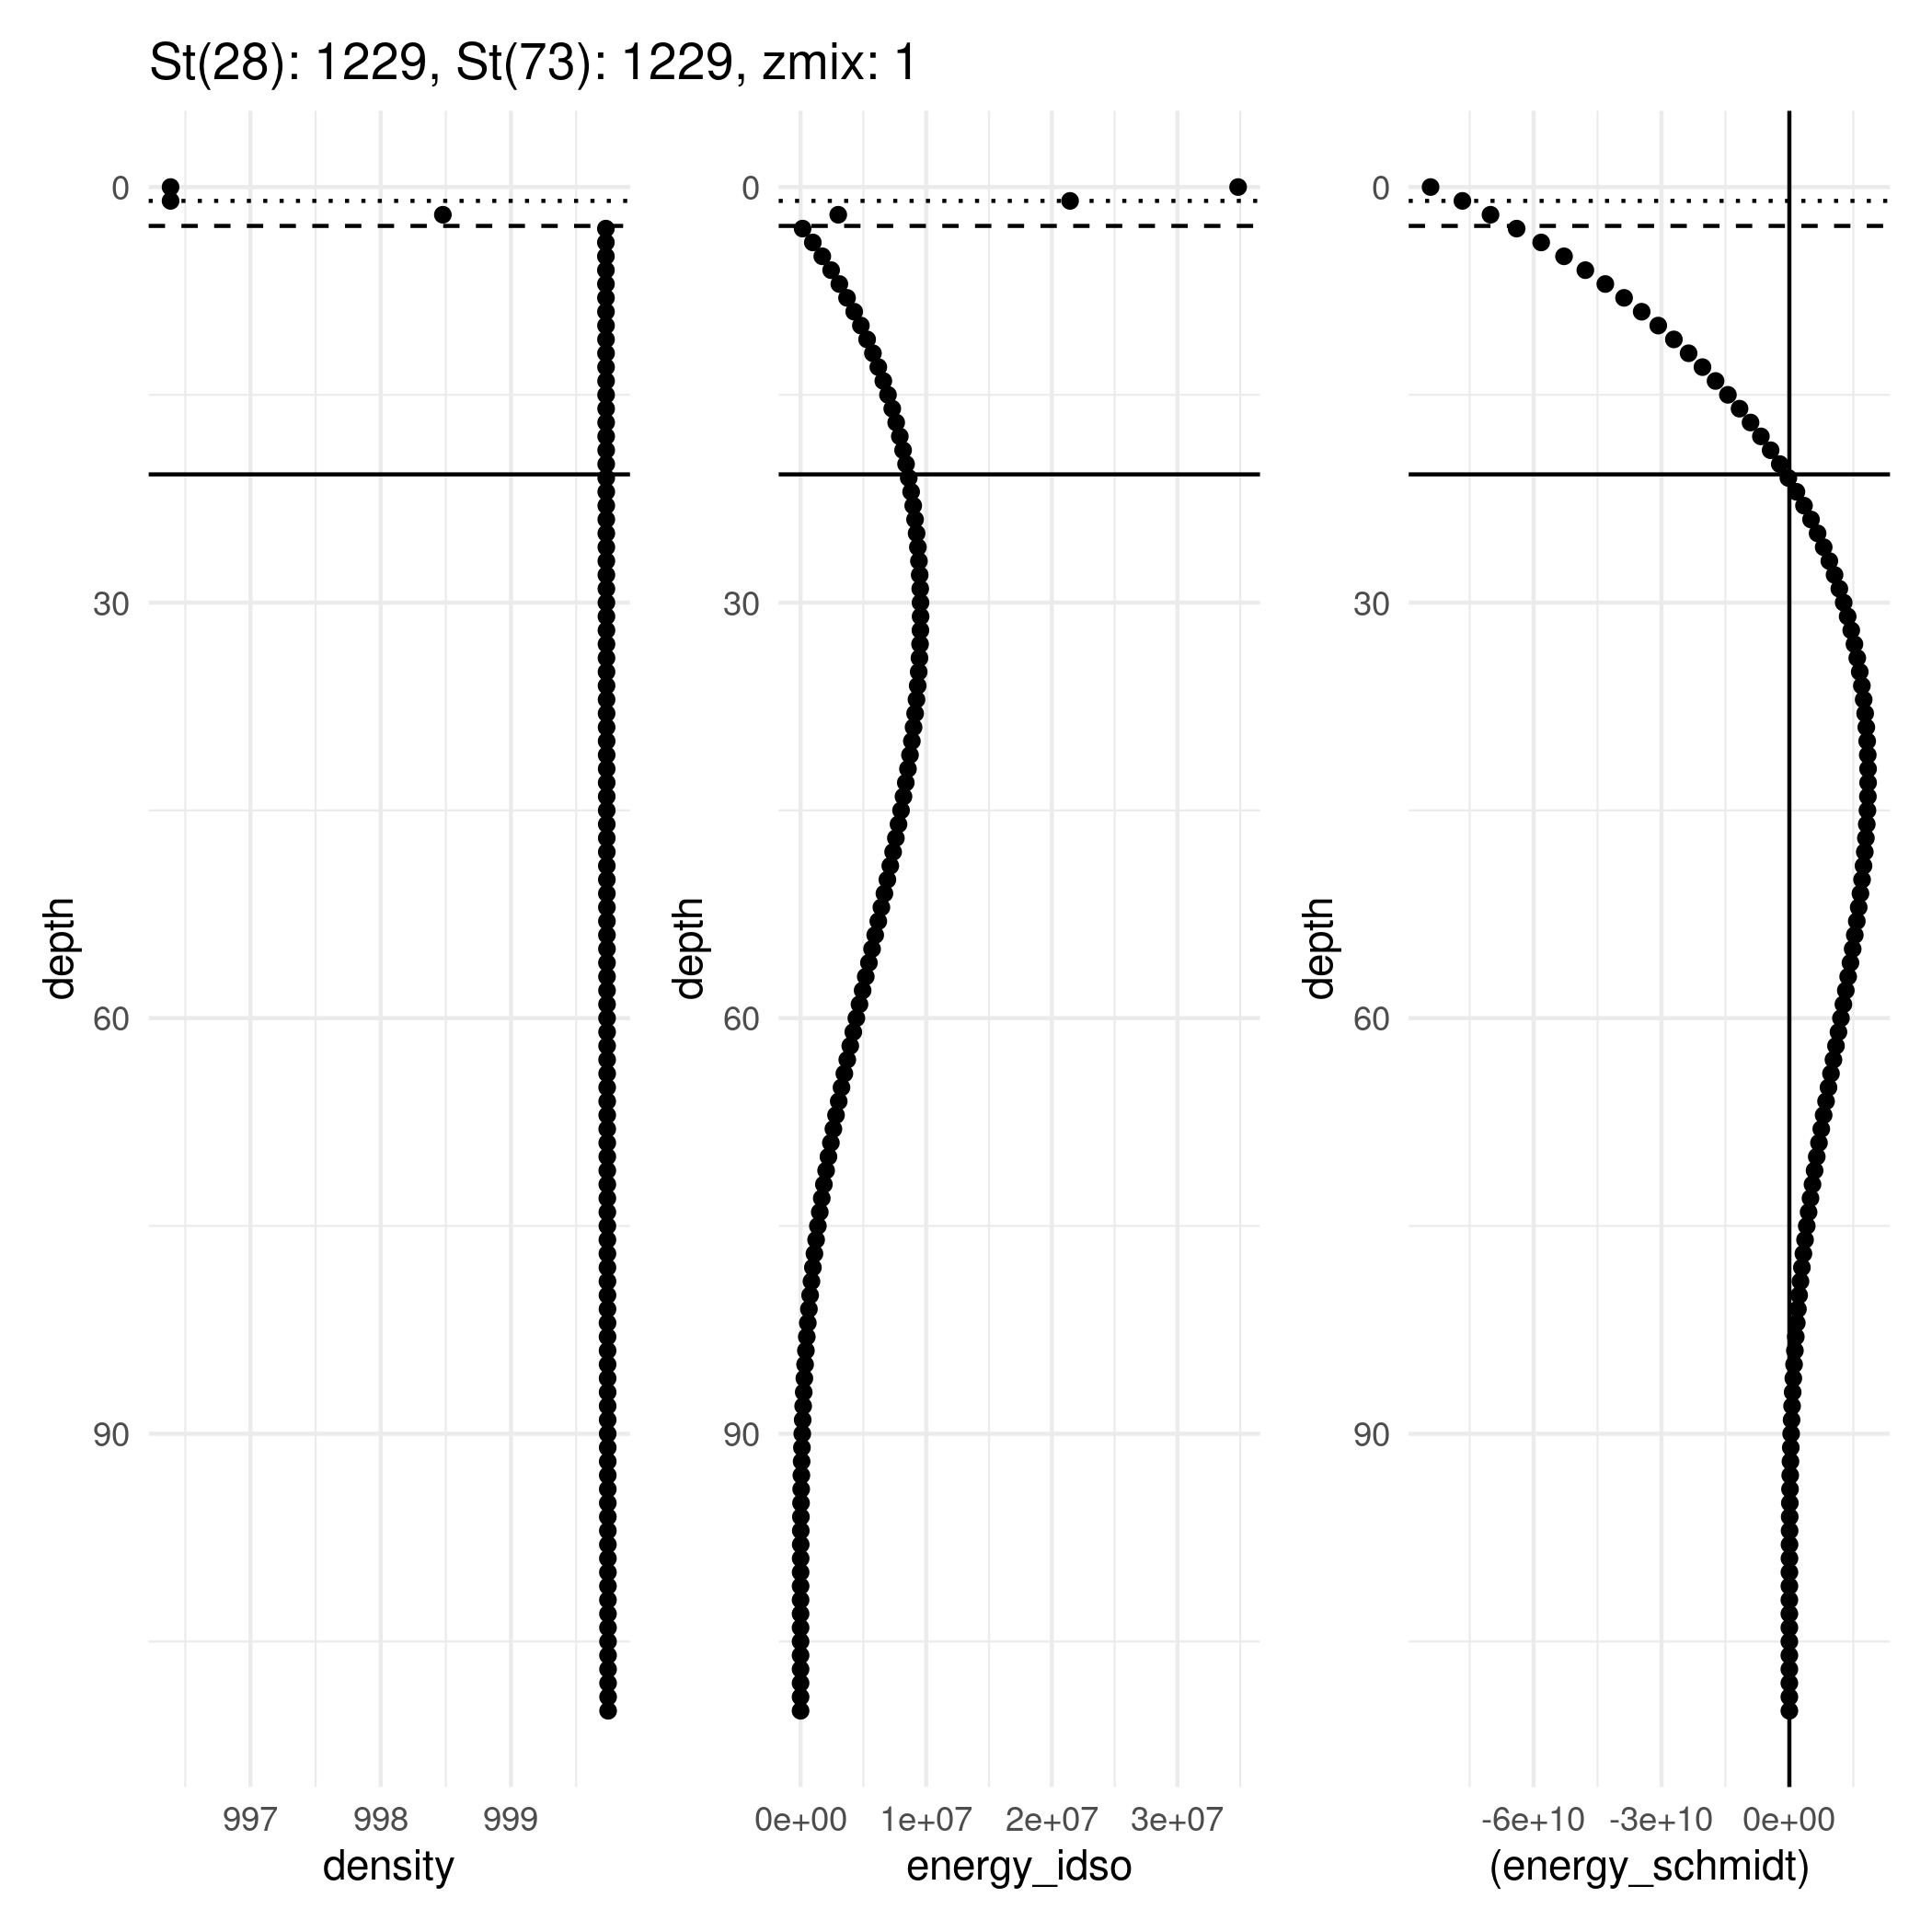 St(28): 1229, St(73): 1229, zmix: 1
0
30
60
90
depth
997
998
999
density
0
30
60
90
depth
0e+00
1e+07
2e+07
3e+07
energy_idso
0
30
60
90
depth
-6e+10
-3e+10
0e+00
(energy_schmidt)